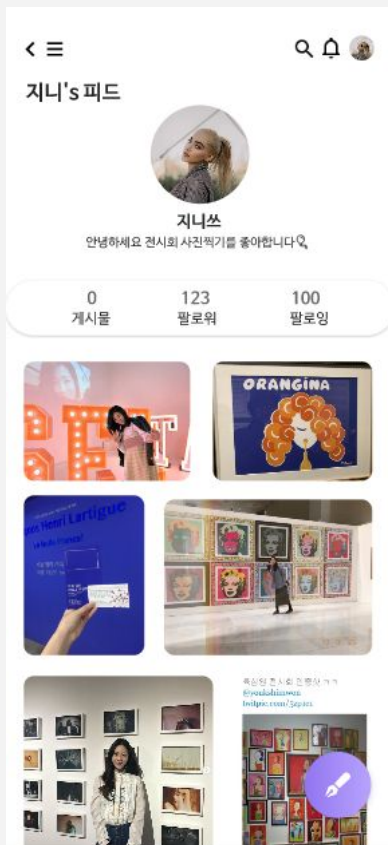 지니's 피드
지니쓰
안녕하세요 전시회 사진찍기를 좋아합니다
0
123
100
게시물
팔로워
팔로잉
ORANGINA
Henri Lartigue